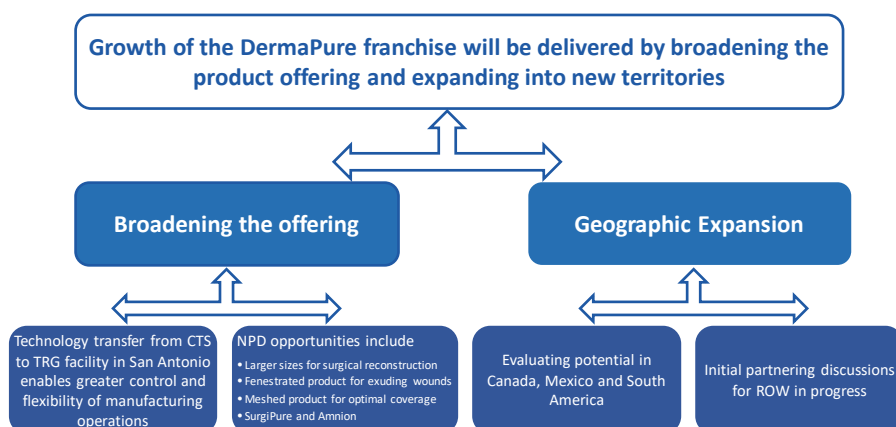 Growth of the DermaPure franchise will be delivered by broadening the
product offering and expanding into new territories
Broadening the offering
Geographic Expansion
Technology transfer from CTS
to TRG facility in San Antonio
enables greater control and
flexibility of manufacturing
operations
NPD opportunities include
• Larger sizes for surgical reconstruction
• Fenestrated product for exuding wounds
• Meshed product for optimal coverage
• SurgiPure and Amnion
Evaluating potential in
Canada, Mexico and South
America
Initial partnering discussions
for ROW in progress